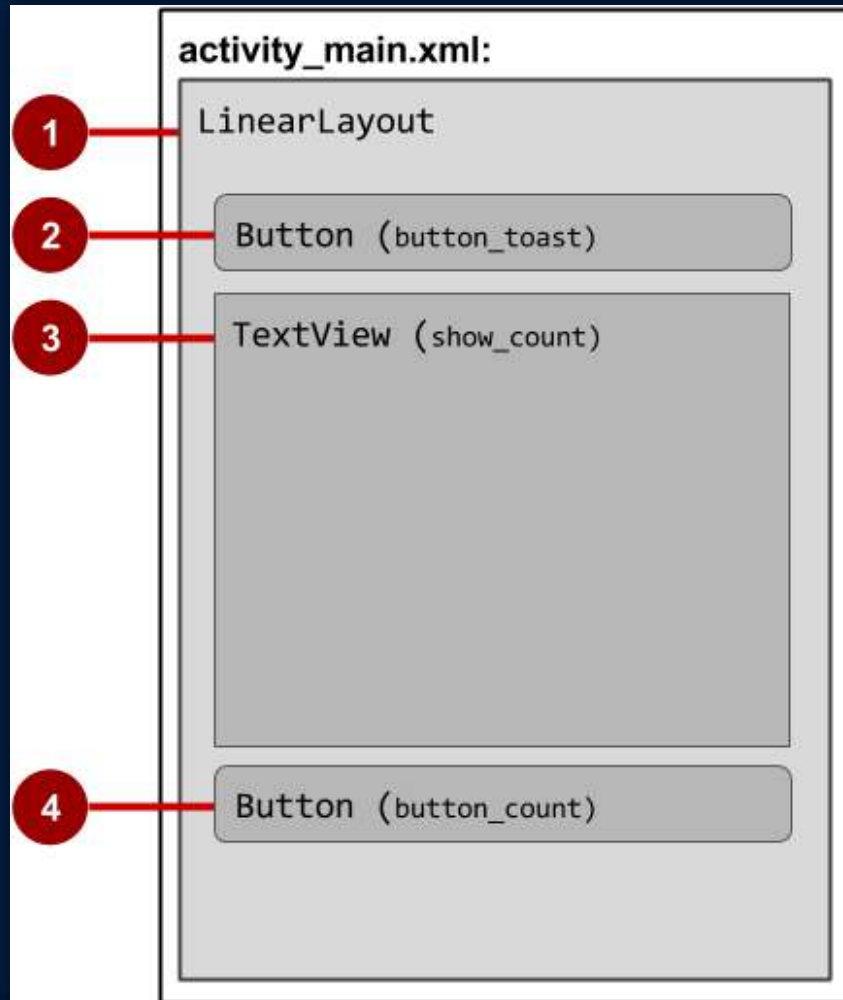 activity_main.xml:
1
LinearLayout
2
Button (button_toast)
3
TextView (show_count)
4
Button (button_count)